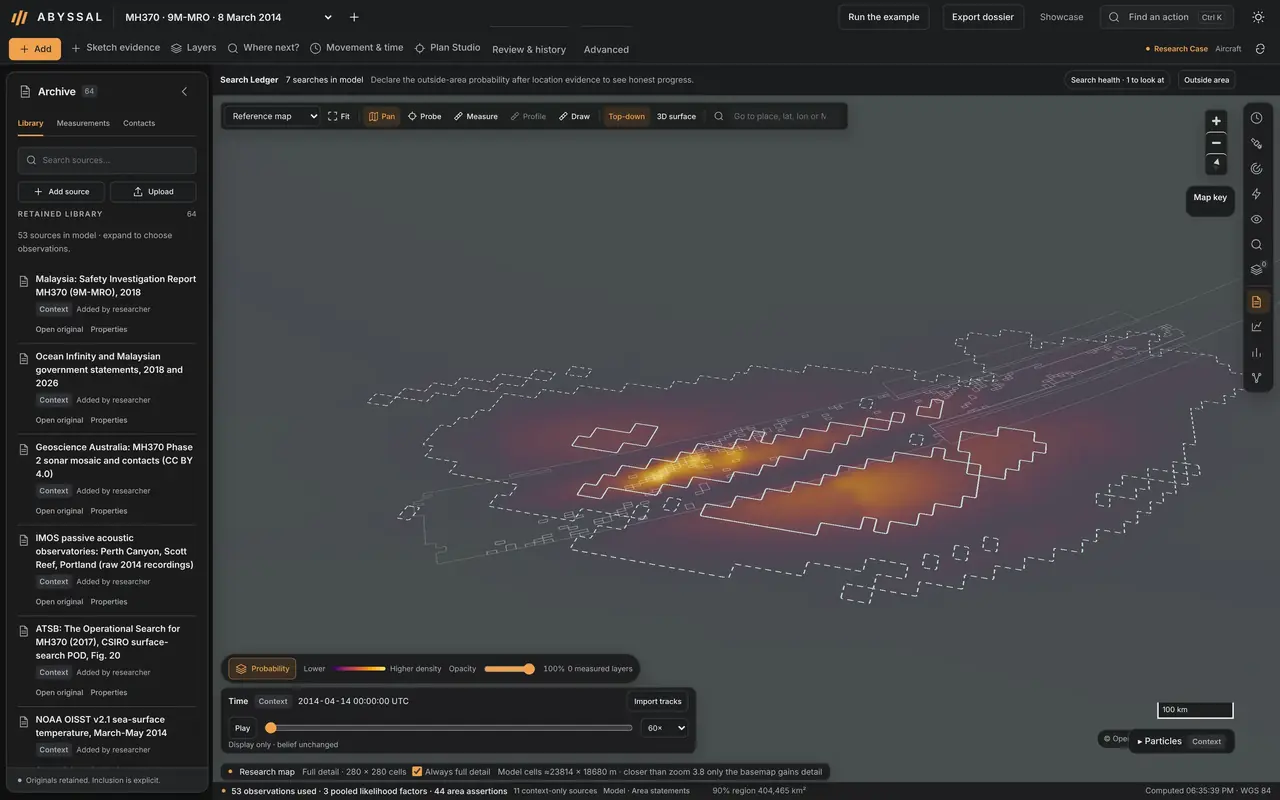 ABYSSAL
MH370 · 9M-MRO · 8 March 2014
Run the example
Export dossier
Showcase
Find an action
Ctrl K
Add
Sketch evidence
Layers
Where next?
Movement & time
Plan Studio
Review & history
Advanced
Research Case
Aircraft
Archive
64
Library
Measurements
Contacts
Search sources...
Add source
Upload
RETAINED LIBRARY
64
53 sources in model · expand to choose
observations.
Malaysia: Safety Investigation Report
MH370 (9M-MRO), 2018
Context
Added by researcher
Open original
Properties
Ocean Infinity and Malaysian
government statements, 2018 and
2026
Context
Added by researcher
Open original
Properties
Geoscience Australia: MH370 Phase
2 sonar mosaic and contacts (CC BY
4.0)
Context
Added by researcher
Open original
Properties
IMOS passive acoustic
observatories: Perth Canyon, Scott
Reef, Portland (raw 2014 recordings)
Context
Added by researcher
Open original
Properties
ATSB: The Operational Search for
MH370 (2017), CSIRO surface-
search POD, Fig. 20
Context
Added by researcher
Open original
Properties
NOAA OISST v2.1 sea-surface
temperature, March-May 2014
Context
Added by researcher
Originals retained. Inclusion is explicit.
Search Ledger
7 searches in model
Declare the outside-area probability after location evidence to see honest progress.
Search health · 1 to look at
Outside area
Reference map
Fit
Pan
Probe
Measure
Profile
Draw
Top-down
3D surface
Go to place, lat, lon or M
Map key
0
Probability
Lower
Higher density
Opacity
100%
0 measured layers
Time
Context
2014-04-14 00:00:00 UTC
Import tracks
Play
60×
Display only · belief unchanged
100 km
© Ope
Particles
Context
Research map
Full detail · 280 × 280 cells
Always full detail
Model cells ≈23814 × 18680 m · closer than zoom 3.8 only the basemap gains detail
53 observations used · 3 pooled likelihood factors · 44 area assertions
11 context-only sources
Model · Area statements
90% region 404,465 km²
Computed 06:35:39 PM · WGS 84